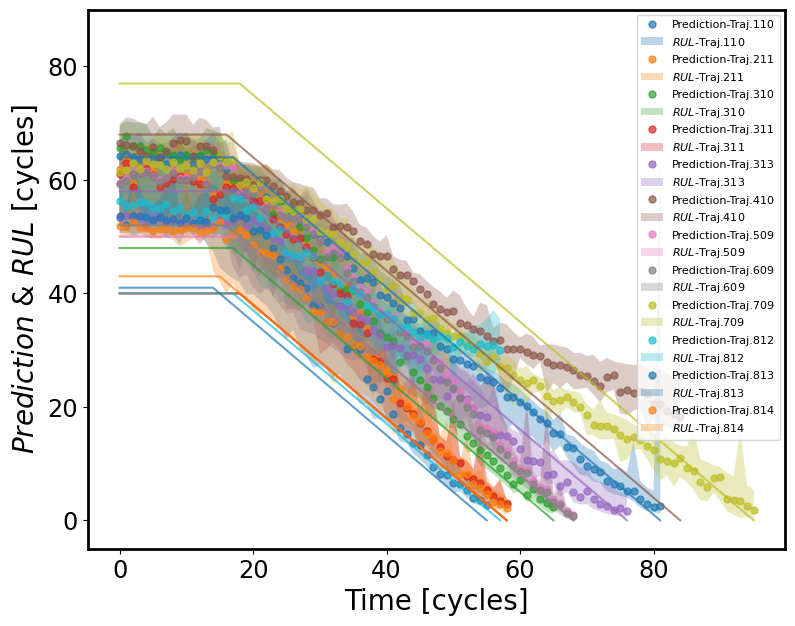 Prediction & RUL [cycles]
80
60
40
20
0
0 20 40 60 80
Time [cycles]
Prediction-Traj.110
RUL-Traj.110
Prediction-Traj.211
RUL-Traj.211
Prediction-Traj.310
RUL-Traj.310
Prediction-Traj.311
RUL-Traj.311
Prediction-Traj.313
RUL-Traj.313
Prediction-Traj.410
RUL-Traj.410
Prediction-Traj.509
RUL-Traj.509
Prediction-Traj.609
RUL-Traj.609
Prediction-Traj.709
RUL-Traj.709
Prediction-Traj.812
RUL-Traj.812
Prediction-Traj.813
RUL-Traj.813
Prediction-Traj.814
RUL-Traj.814